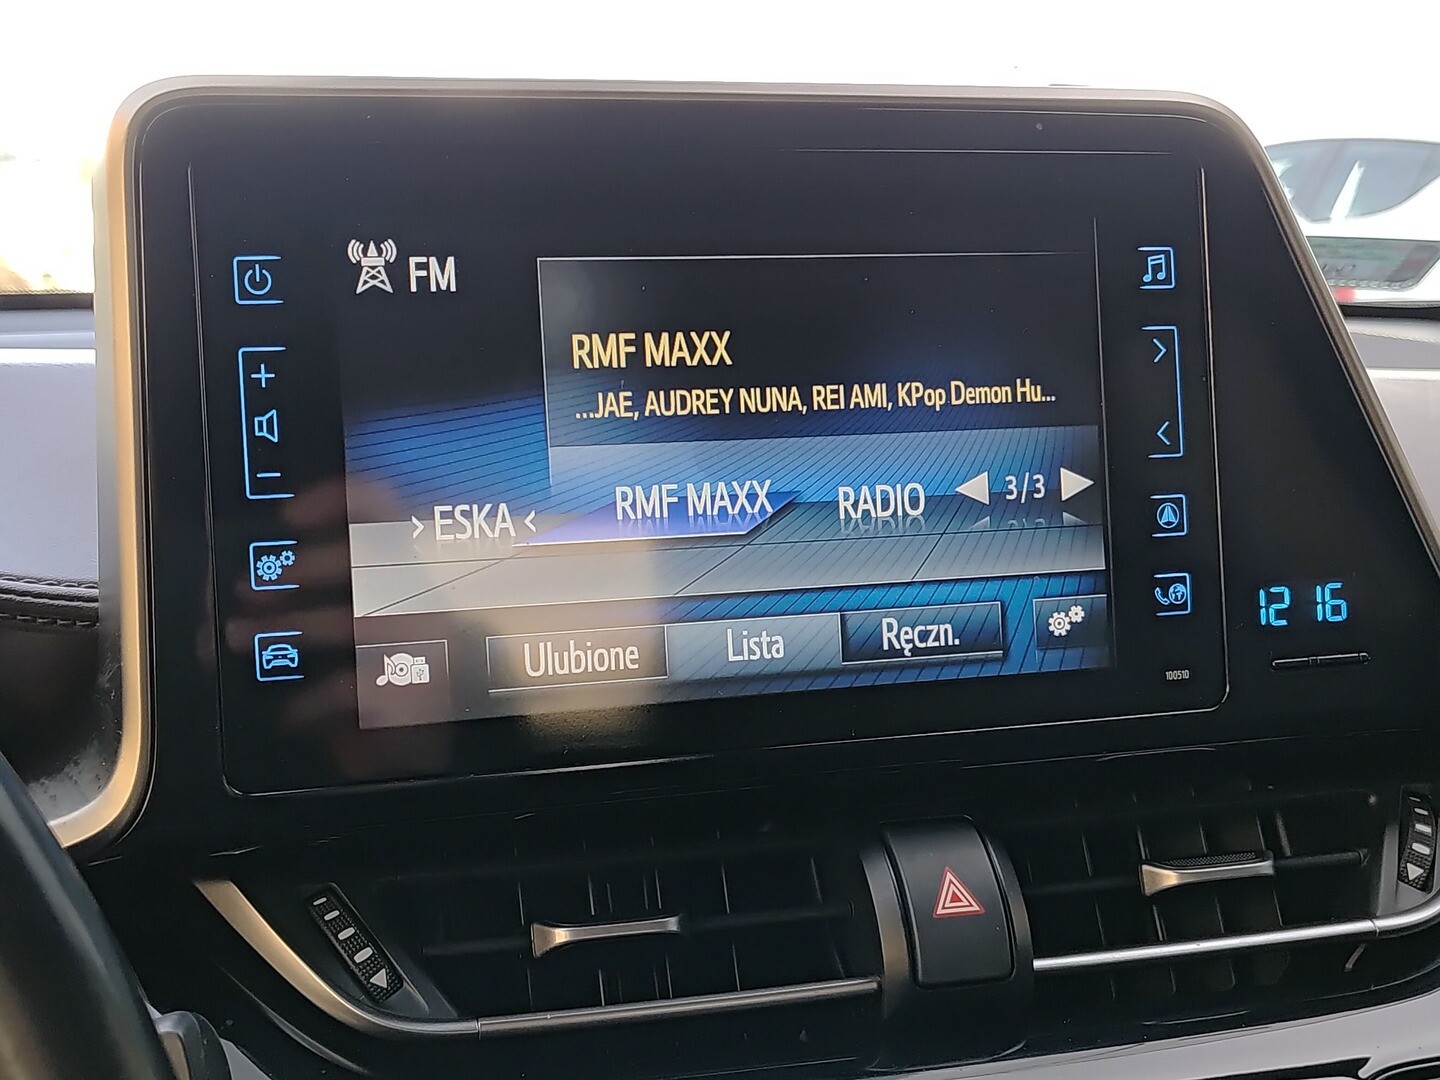 FM
RMF MAXX
...JAE, AUDREY NUNA, REI AMI, KPop Demon Hu...
> ESKA < RMF MAXX RADIO 3/3
Ulubione Lista Ręczn.
12 16
100510